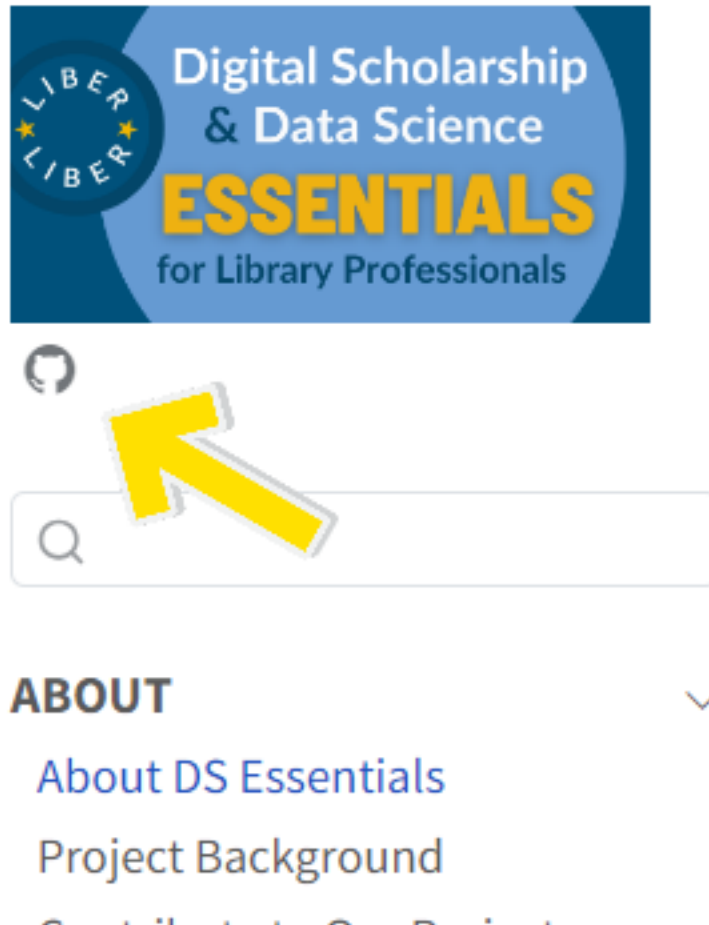 LIBER
LIBER
Digital Scholarship
& Data Science
ESSENTIALS
for Library Professionals
ABOUT
About DS Essentials
Project Background